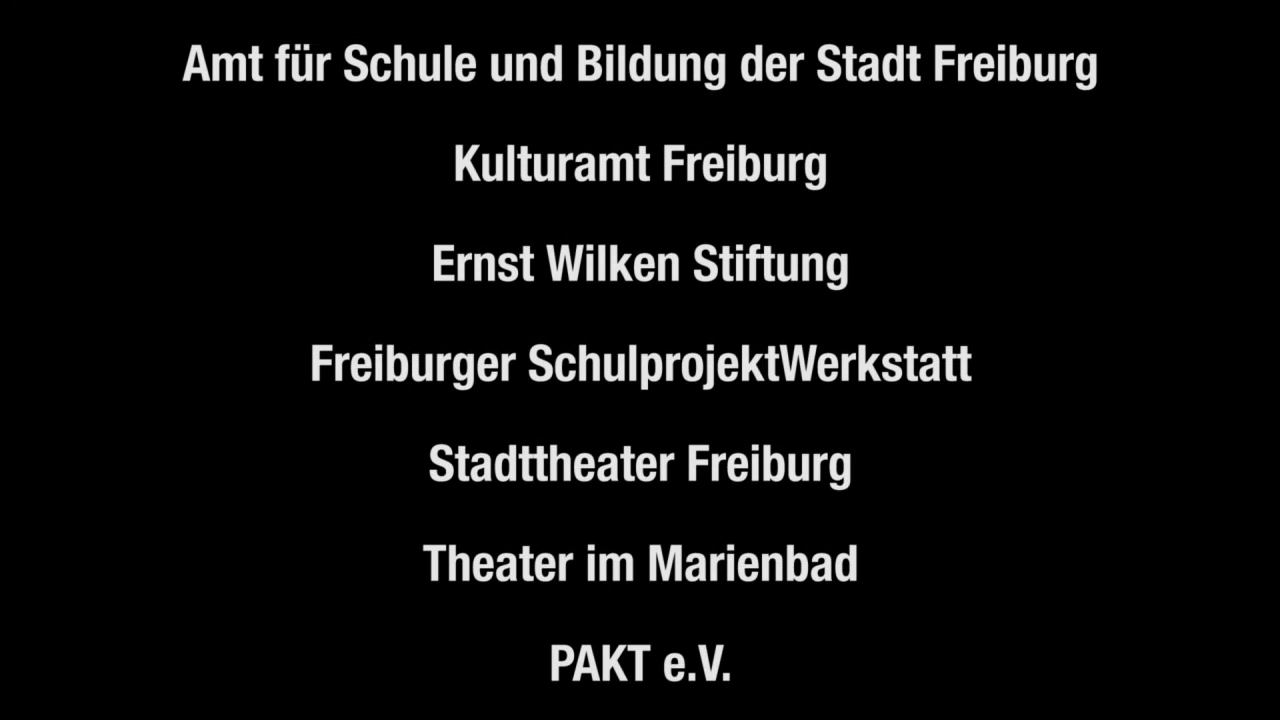 Amt für Schule und Bildung der Stadt Freiburg
Kulturamt Freiburg
Ernst Wilken Stiftung
Freiburger SchulprojektWerkstatt
Stadttheater Freiburg
Theater im Marienbad
PAKT e.V.